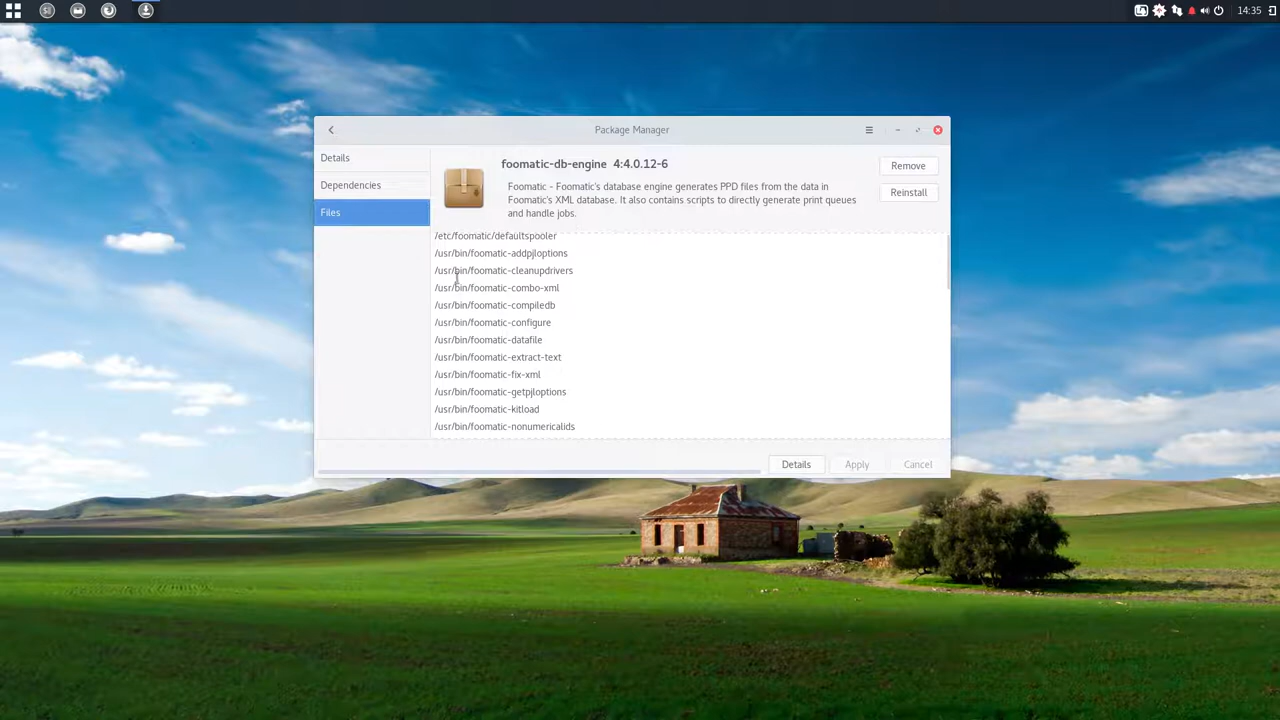 14:35
Package Manager
Details
Dependencies
Files
foomatic-db-engine 4:4.0.12-6
Foomatic - Foomatic's database engine generates PPD files from the data in
Foomatic's XML database. It also contains scripts to directly generate print queues
and handle jobs.
Remove
Reinstall
/etc/foomatic/defaultspooler
/usr/bin/foomatic-addpjloptions
/usr/bin/foomatic-cleanupdrivers
/usr/bin/foomatic-combo-xml
/usr/bin/foomatic-compiledb
/usr/bin/foomatic-configure
/usr/bin/foomatic-datafile
/usr/bin/foomatic-extract-text
/usr/bin/foomatic-fix-xml
/usr/bin/foomatic-getpjloptions
/usr/bin/foomatic-kitload
/usr/bin/foomatic-nonumericalids
Details
Apply
Cancel